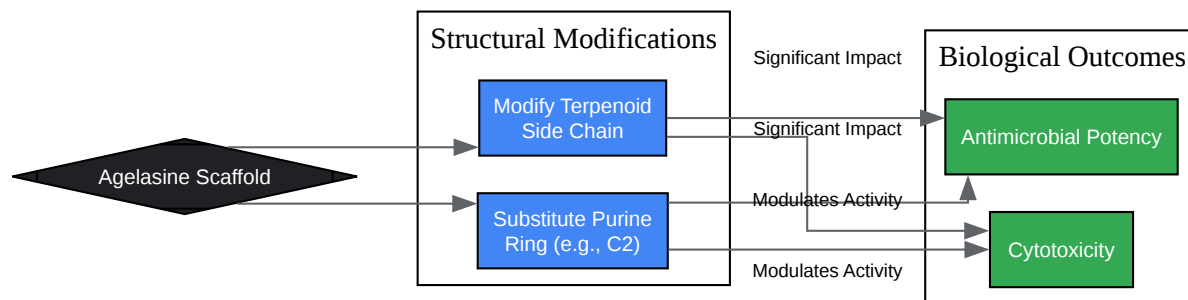 Structural Modifications
Biological Outcomes
Significant Impact
Modify Terpenoid
Side Chain
Significant Impact
Antimicrobial Potency
Agelasine Scaffold
Substitute Purine
Ring (e.g., C2)
Modulates Activity
Cytotoxicity
Modulates Activity